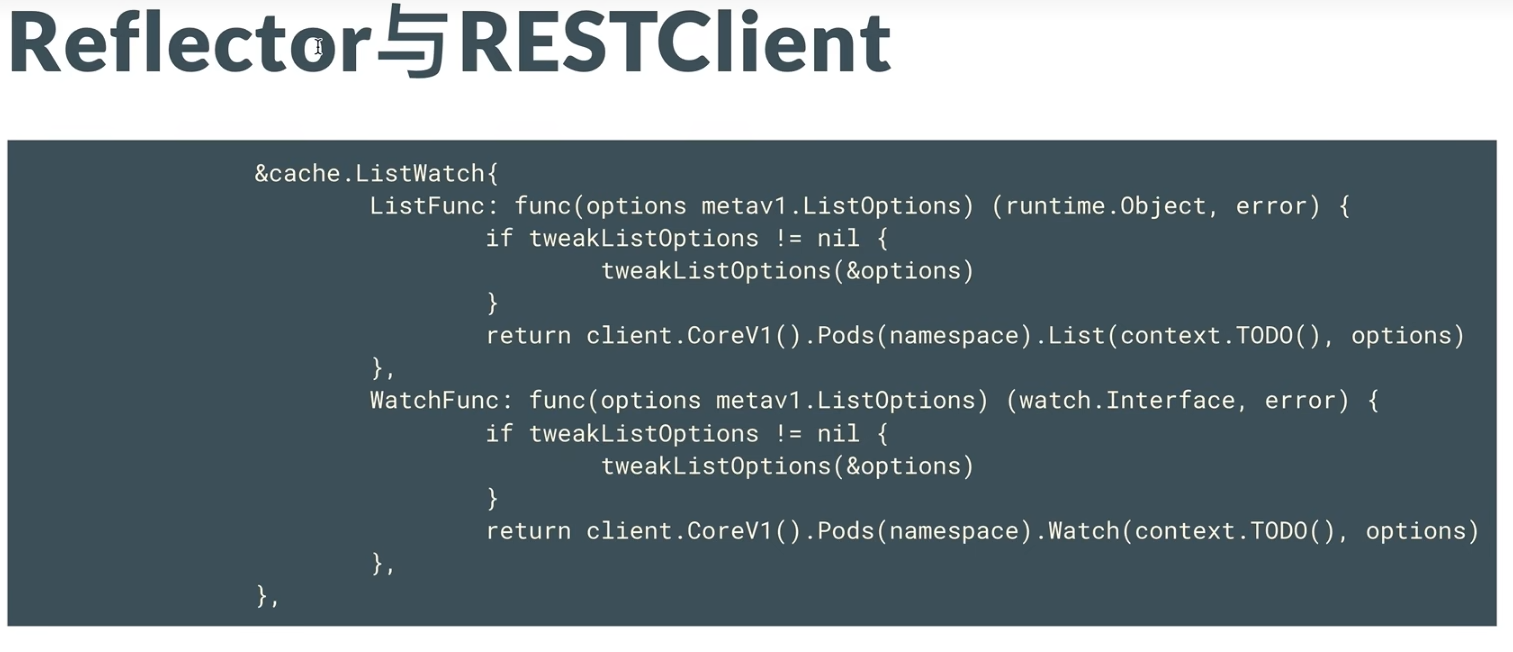 Reflector与RESTClient
&cache.ListWatch{
ListFunc: func(options metav1.ListOptions) (runtime.Object, error) {
if tweakListOptions != nil {
tweakListOptions(&options)
}
return client.CoreV1().Pods(namespace).List(context.TODO(), options)
},
WatchFunc: func(options metav1.ListOptions) (watch.Interface, error) {
if tweakListOptions != nil {
tweakListOptions(&options)
}
return client.CoreV1().Pods(namespace).Watch(context.TODO(), options)
},
},